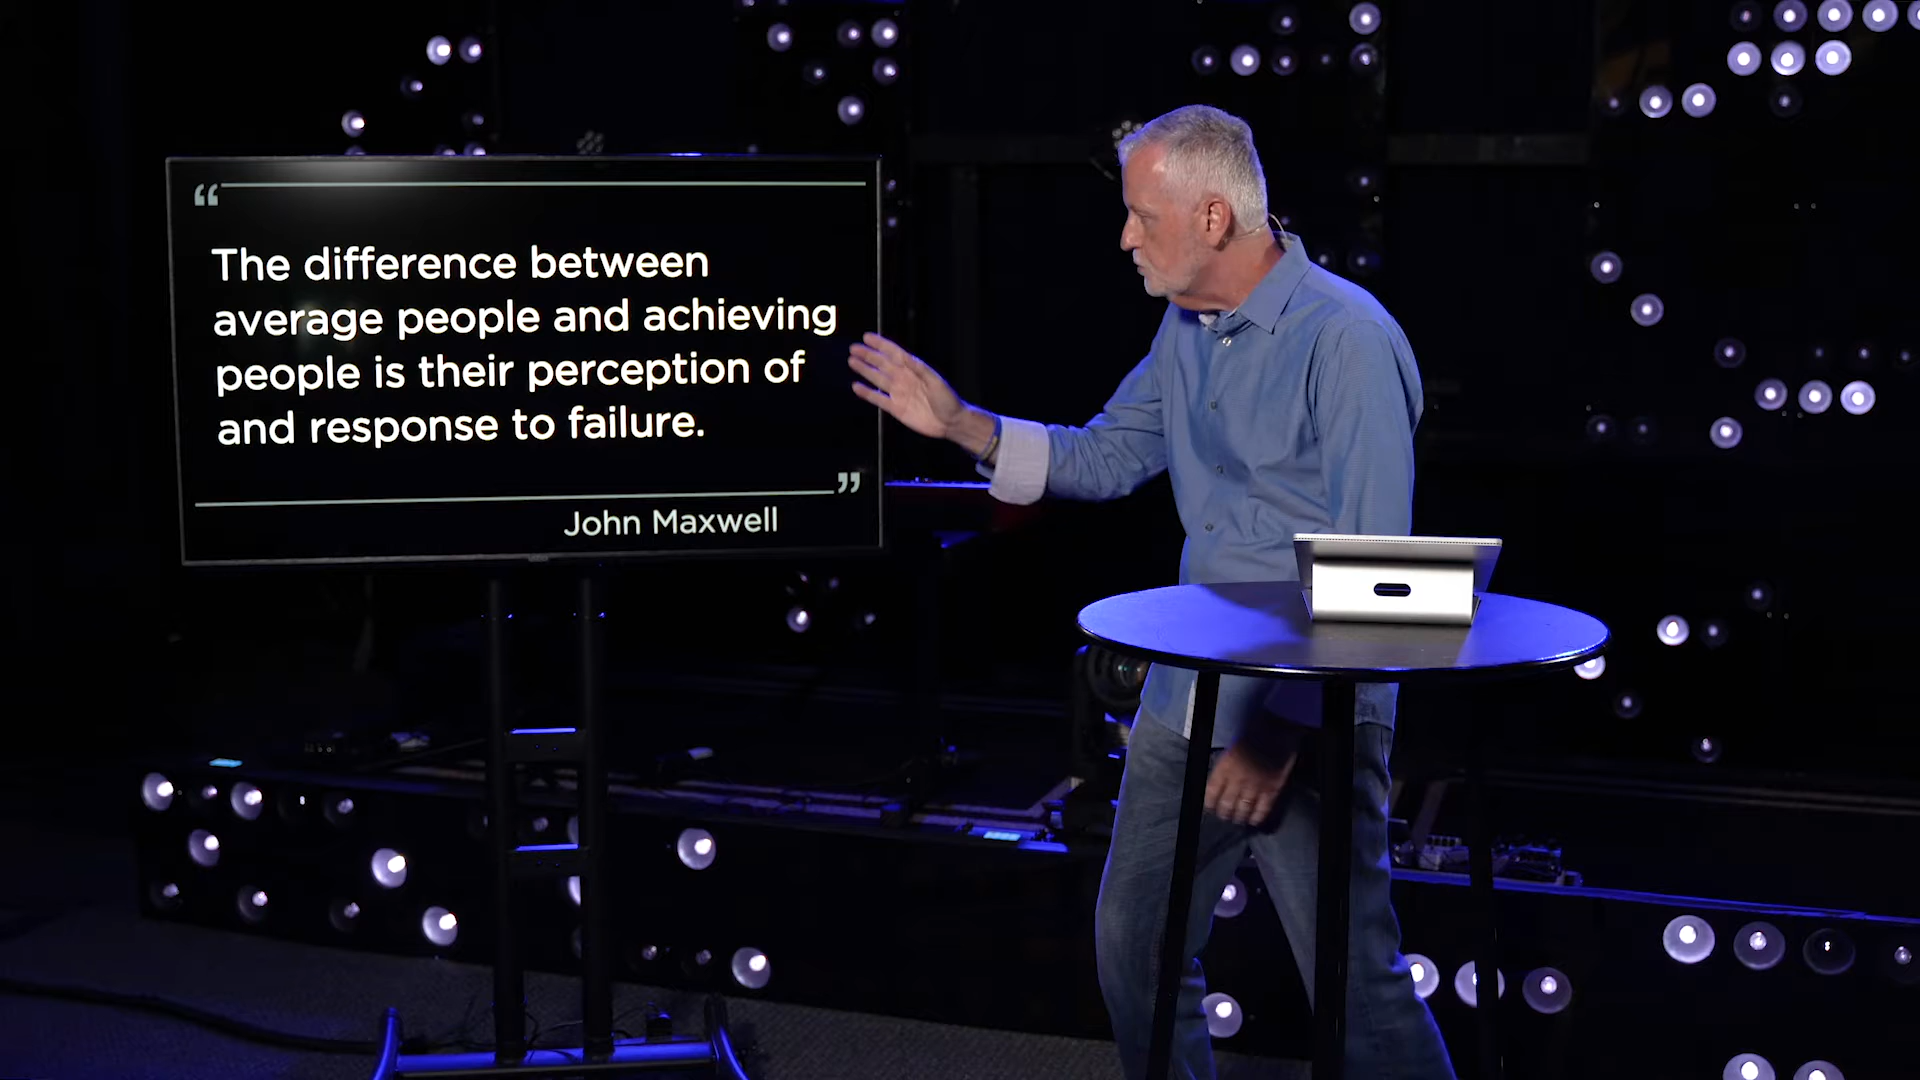 “
The difference between
average people and achieving
people is their perception of
and response to failure.
”
John Maxwell